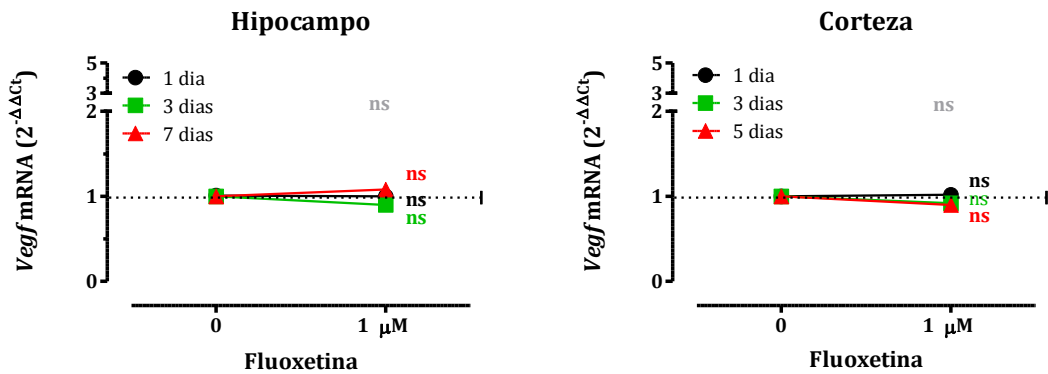 Hipocampo
Vegf mRNA (2^-ΔΔCt)
5
3
2
1
0
1 dia
3 dias
7 dias
ns
ns
ns
ns
0
1 μM
Fluoxetina
Corteza
Vegf mRNA (2^-ΔΔCt)
5
3
2
1
0
1 dia
3 dias
5 dias
ns
ns
ns
ns
0
1 μM
Fluoxetina